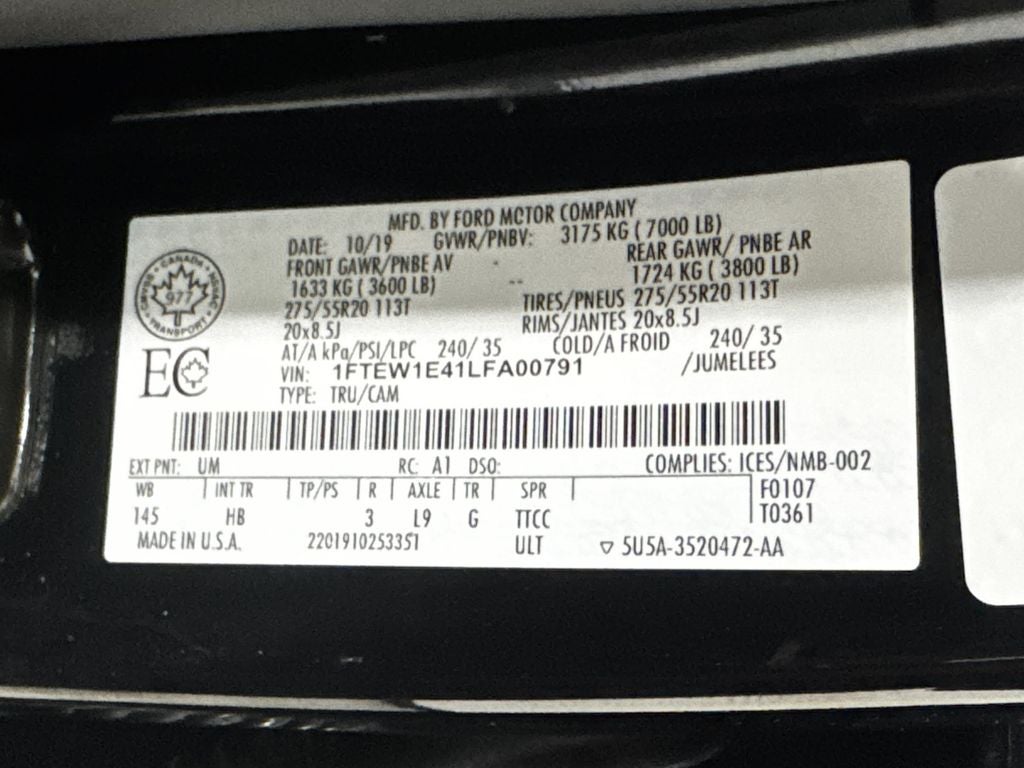 MFD. BY FORD MOTOR COMPANY
DATE: 10/19 GVWR/PNBV: 3175 KG ( 7000 LB)
FRONT GAWR/PNBE AV REAR GAWR/ PNBE AR
1633 KG ( 3600 LB) 1724 KG ( 3800 LB)
275/55R20 113T TIRES/PNEUS 275/55R20 113T
20x8.5J RIMS/JANTES 20x8.5J
AT/A kPa/PSI/LPC 240/ 35 COLD/A FROID 240/ 35
VIN: 1FTEW1E41LFA00791 /JUMELEES
TYPE: TRU/CAM
CANADA
977
TRANSPORT
EC
EXT PNT: UM RC: A1 DSO: COMPLIES: ICES/NMB-002
WB INT TR TP/PS R AXLE TR SPR F0107
145 HB 3 L9 G TTCC T0361
MADE IN U.S.A. 2201910253351 ULT ▽ 5U5A-3520472-AA